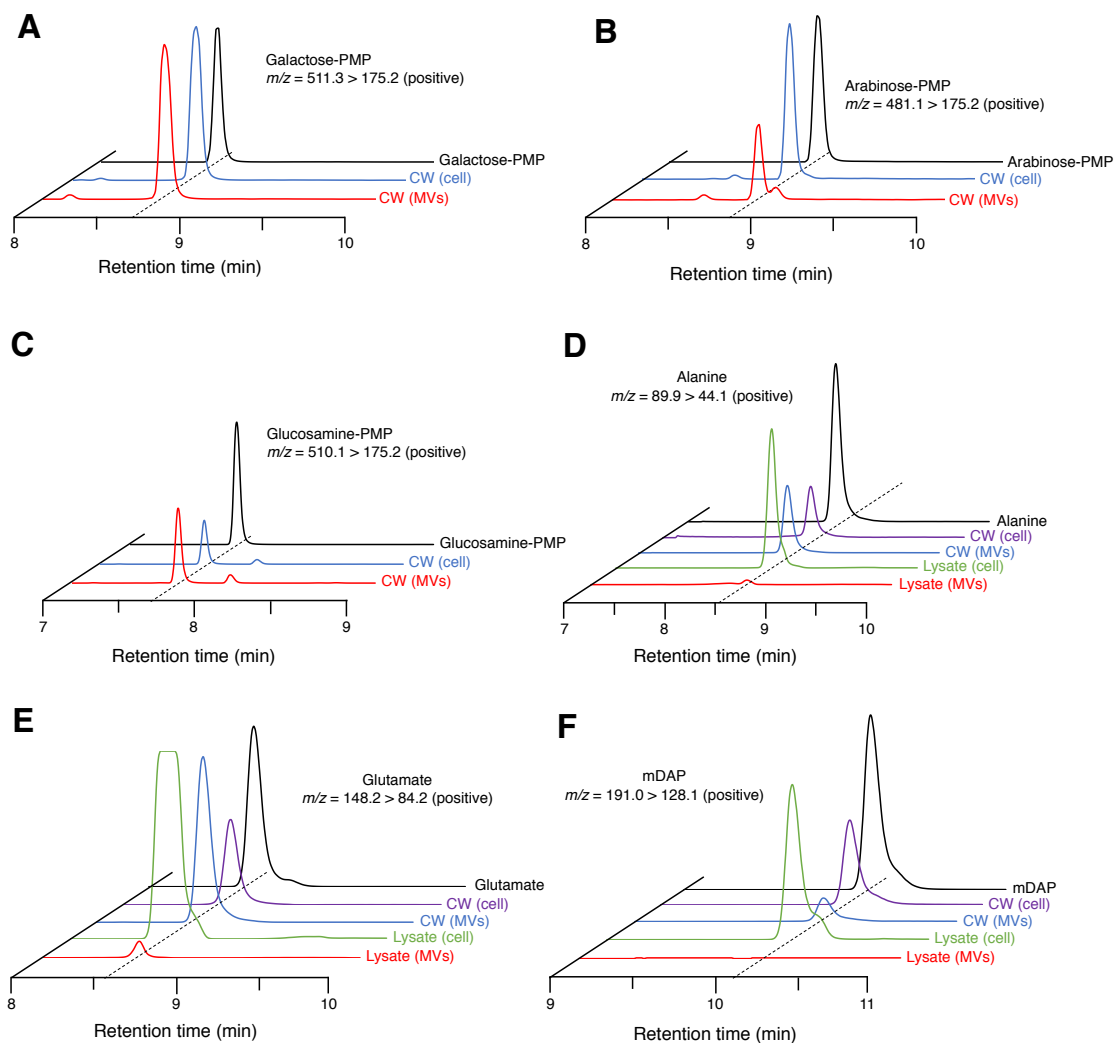 A
Galactose-PMP
m/z = 511.3 > 175.2 (positive)
Galactose-PMP
CW (cell)
CW (MVs)
8 9 10
Retention time (min)
B
Arabinose-PMP
m/z = 481.1 > 175.2 (positive)
Arabinose-PMP
CW (cell)
CW (MVs)
8 9 10
Retention time (min)
C
Glucosamine-PMP
m/z = 510.1 > 175.2 (positive)
Glucosamine-PMP
CW (cell)
CW (MVs)
7 8 9
Retention time (min)
D
Alanine
m/z = 89.9 > 44.1 (positive)
Alanine
CW (cell)
CW (MVs)
Lysate (cell)
Lysate (MVs)
7 8 9 10
Retention time (min)
E
Glutamate
m/z = 148.2 > 84.2 (positive)
Glutamate
CW (cell)
CW (MVs)
Lysate (cell)
Lysate (MVs)
8 9 10
Retention time (min)
F
mDAP
m/z = 191.0 > 128.1 (positive)
mDAP
CW (cell)
CW (MVs)
Lysate (cell)
Lysate (MVs)
9 10 11
Retention time (min)